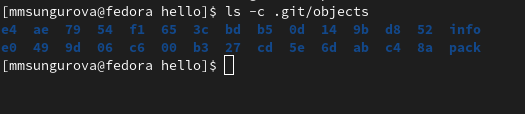 [mmsungurova@fedora hello]$ ls -c .git/objects
e4 ae 79 54 f1 65 3c bd b5 0d 14 9b d8 52 info
e0 49 9d 06 c6 00 b3 27 cd 5e 6d ab c4 8a pack
[mmsungurova@fedora hello]$